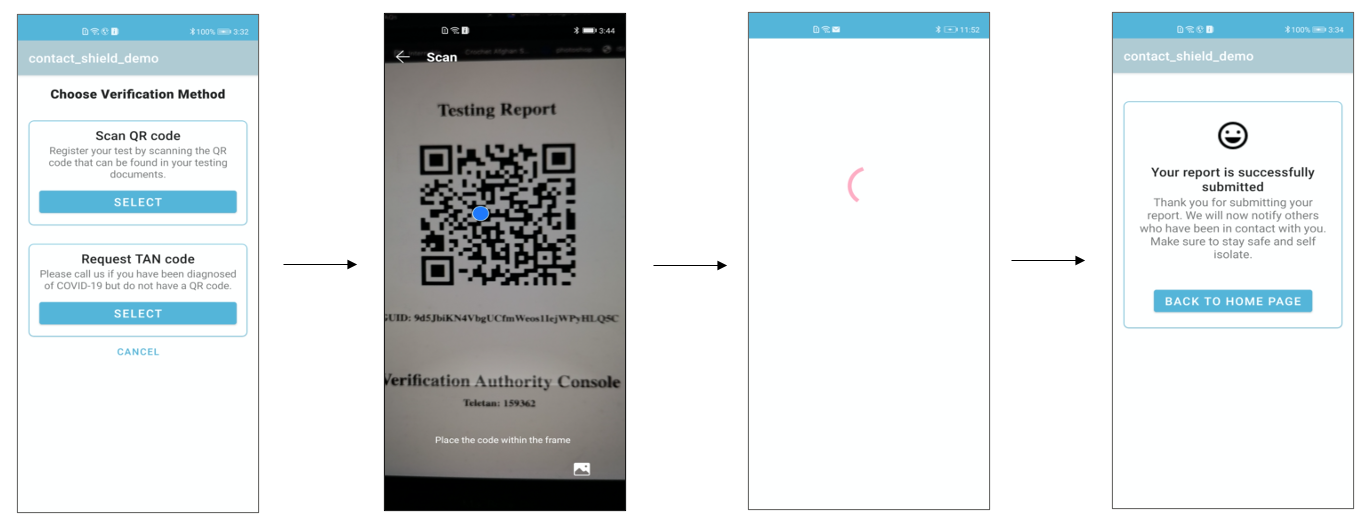 100% 3:32
contact_shield_demo
Choose Verification Method
Scan QR code
Register your test by scanning the QR
code that can be found in your testing
documents.
SELECT
Request TAN code
Please call us if you have been diagnosed
of COVID-19 but do not have a QR code.
SELECT
CANCEL
3:44
Scan
Testing Report
GUID: 9d5JbiKN4VbgUCfmWeos1IejWPyHLQ5C
Verification Authority Console
Teletan: 159362
Place the code within the frame
11:52
100% 3:34
contact_shield_demo
Your report is successfully
submitted
Thank you for submitting your
report. We will now notify others
who have been in contact with you.
Make sure to stay safe and self
isolate.
BACK TO HOME PAGE